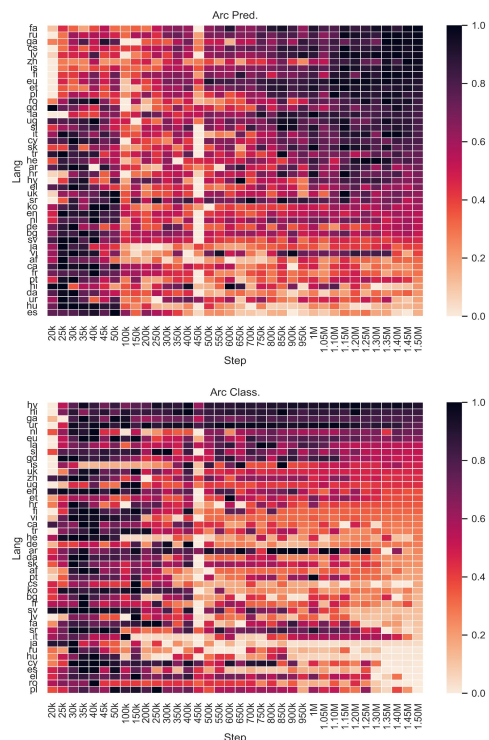 Arc Pred.
Lang
fa
ru
ga
cs
lv
zh
is
fi
eu
et
pl
ro
gd
la
ug
sl
it
cy
sk
tr
he
ar
hr
hy
el
uk
sr
ko
en
nl
de
bg
sv
ja
vi
af
ca
fr
pt
hi
da
ur
hu
es
1.0
0.8
0.6
0.4
0.2
0.0
20k 25k 30k 35k 40k 45k 50k 100k 150k 200k 250k 300k 350k 400k 450k 500k 550k 600k 650k 700k 750k 800k 850k 900k 950k 1M 1.05M 1.10M 1.15M 1.20M 1.25M 1.30M 1.35M 1.40M 1.45M 1.50M
Step
Arc Class.
Lang
hy
hi
ga
ur
nl
eu
la
sl
gd
is
uk
zh
ug
en
et
hr
fi
vi
ca
tr
he
de
ar
da
sk
af
pt
cs
ko
bg
fr
sv
lv
fa
sr
it
ja
ru
hu
cy
es
el
ro
pl
1.0
0.8
0.6
0.4
0.2
0.0
20k 25k 30k 35k 40k 45k 50k 100k 150k 200k 250k 300k 350k 400k 450k 500k 550k 600k 650k 700k 750k 800k 850k 900k 950k 1M 1.05M 1.10M 1.15M 1.20M 1.25M 1.30M 1.35M 1.40M 1.45M 1.50M
Step